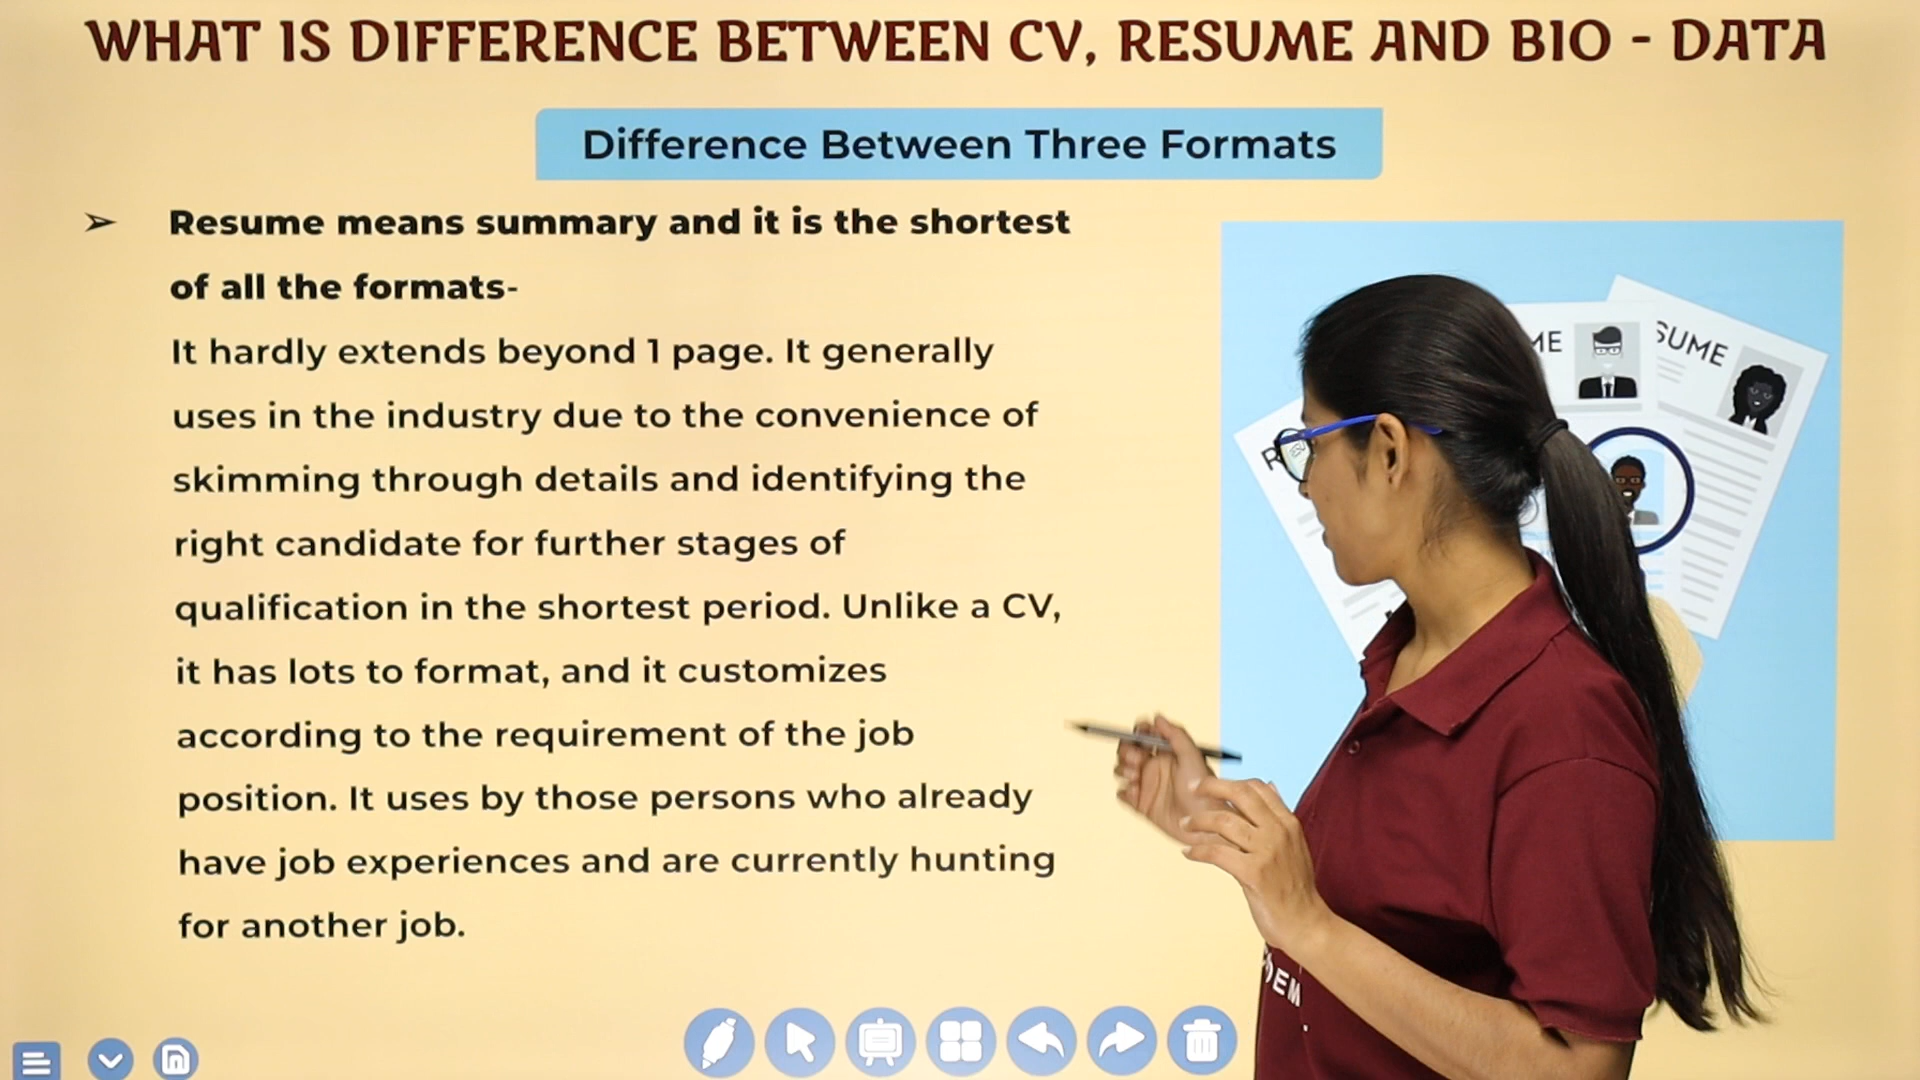 WHAT IS DIFFERENCE BETWEEN CV, RESUME AND BIO - DATA
Difference Between Three Formats
➢ Resume means summary and it is the shortest
of all the formats-
It hardly extends beyond 1 page. It generally
uses in the industry due to the convenience of
skimming through details and identifying the
right candidate for further stages of
qualification in the shortest period. Unlike a CV,
it has lots to format, and it customizes
according to the requirement of the job
position. It uses by those persons who already
have job experiences and are currently hunting
for another job.